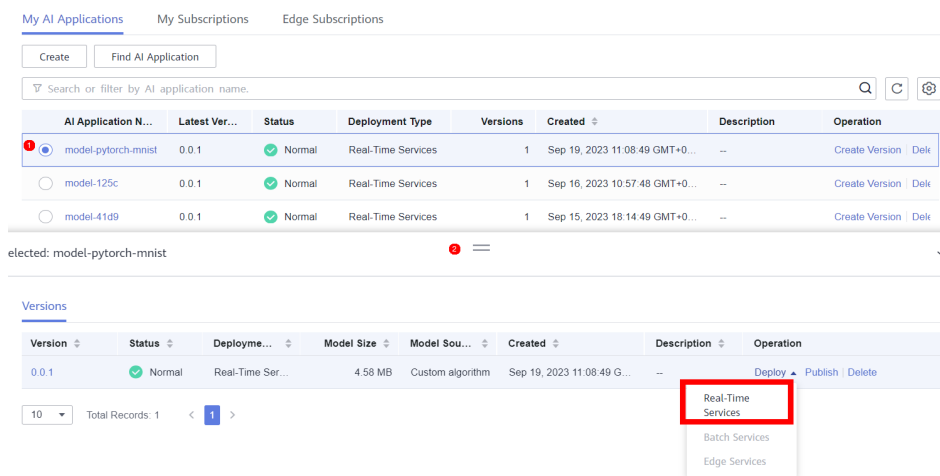 My AI Applications My Subscriptions Edge Subscriptions
Create Find AI Application
Search or filter by AI application name.
AI Application N... Latest Ver... Status Deployment Type Versions Created Description Operation
1 model-pytorch-mnist 0.0.1 Normal Real-Time Services 1 Sep 19, 2023 11:08:49 GMT+0... -- Create Version Dele
model-125c 0.0.1 Normal Real-Time Services 1 Sep 16, 2023 10:57:48 GMT+0... -- Create Version Dele
model-41d9 0.0.1 Normal Real-Time Services 1 Sep 15, 2023 18:14:49 GMT+0... -- Create Version Dele
elected: model-pytorch-mnist 2
Versions
Version Status Deployme... Model Size Model Sou... Created Description Operation
0.0.1 Normal Real-Time Ser... 4.58 MB Custom algorithm Sep 19, 2023 11:08:49 G... -- Deploy Publish Delete
Real-Time
Services
10 Total Records: 1 < 1 >
Batch Services
Edge Services